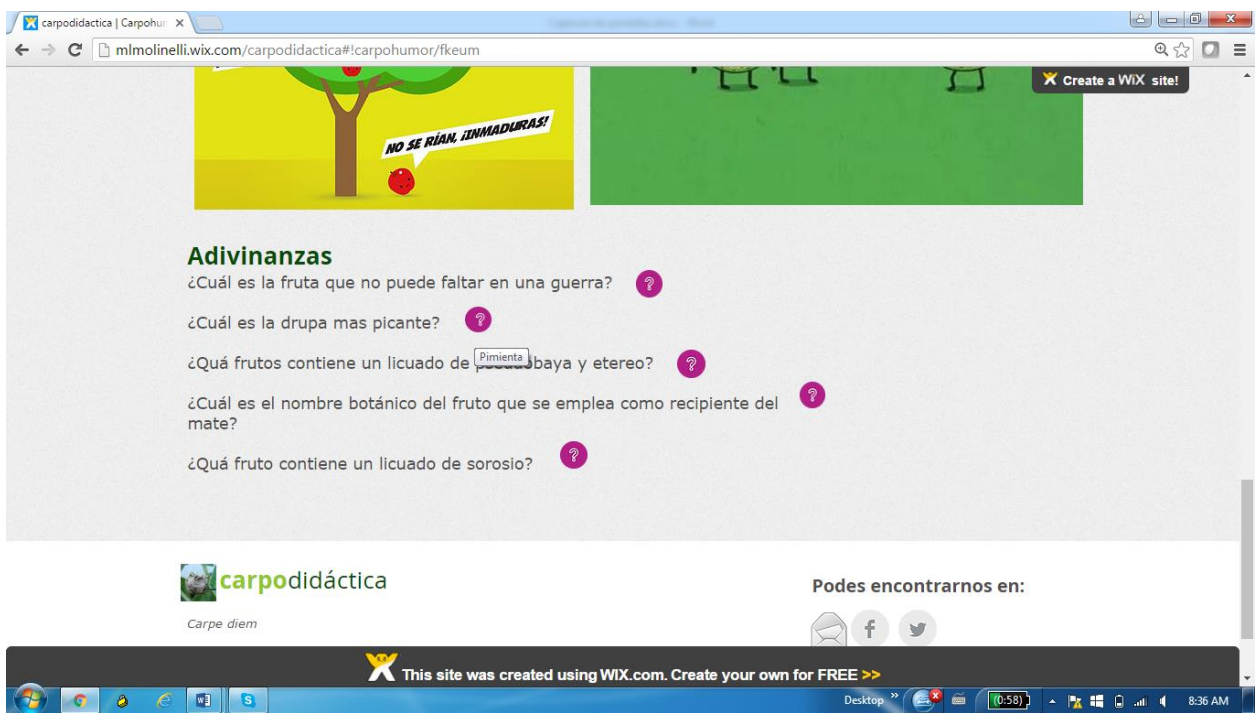 carpodidactica | Carpohur
mlmolinelli.wix.com/carpodidactica#!carpohumor/fkeum
Create a WiX site!
NO SE RÍAN, ¡INMADURAS!
Adivinanzas
¿Cuál es la fruta que no puede faltar en una guerra?
¿Cuál es la drupa mas picante?
Pimienta
¿Quá frutos contiene un licuado de pseudobaya y etereo?
¿Cuál es el nombre botánico del fruto que se emplea como recipiente del
mate?
¿Quá fruto contiene un licuado de sorosio?
carpodidáctica
Carpe diem
Podes encontrarnos en:
This site was created using WIX.com. Create your own for FREE >>
Desktop
(0:58)
8:36 AM